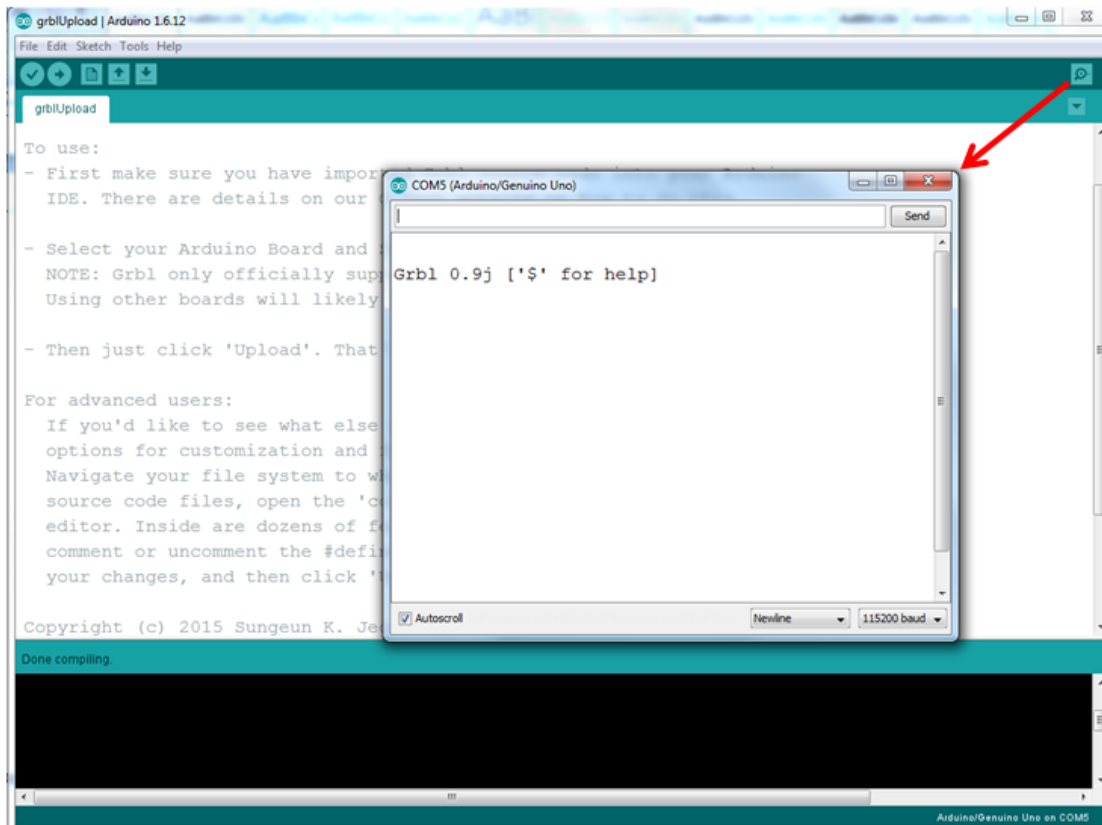 grblUpload | Arduino 1.6.12
File Edit Sketch Tools Help
grblUpload
To use:
- First make sure you have impor
IDE. There are details on our
- Select your Arduino Board and
NOTE: Grbl only officially sup
Using other boards will likely
- Then just click 'Upload'. That
For advanced users:
If you'd like to see what else
options for customization and
Navigate your file system to wh
source code files, open the 'co
editor. Inside are dozens of fe
comment or uncomment the #defi
your changes, and then click 'U
Copyright (c) 2015 Sungeun K. Jeo
COM5 (Arduino/Genuino Uno)
Send
Grbl 0.9j ['$' for help]
Autoscroll
Newline
115200 baud
Done compiling.
Arduino/Genuino Uno on COM5